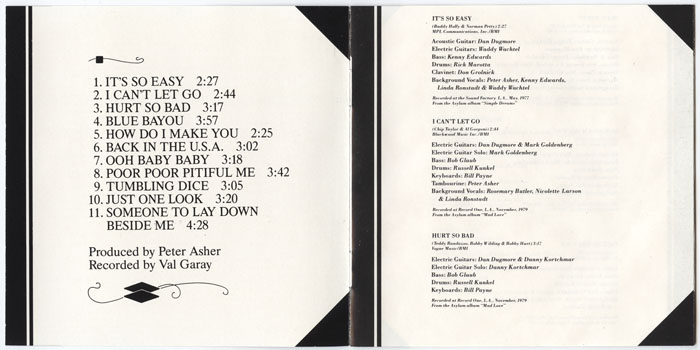 1. IT'S SO EASY 2:27
2. I CAN'T LET GO 2:44
3. HURT SO BAD 3:17
4. BLUE BAYOU 3:57
5. HOW DO I MAKE YOU 2:25
6. BACK IN THE U.S.A. 3:02
7. OOH BABY BABY 3:18
8. POOR POOR PITIFUL ME 3:42
9. TUMBLING DICE 3:05
10. JUST ONE LOOK 3:20
11. SOMEONE TO LAY DOWN
BESIDE ME 4:28
Produced by Peter Asher
Recorded by Val Garay
IT'S SO EASY
(Buddy Holly & Norman Petty) 2:27
MPL Communications, Inc./BMI
Acoustic Guitar: Dan Dugmore
Electric Guitars: Waddy Wachtel
Bass: Kenny Edwards
Drums: Rick Marotta
Clavinet: Don Grolnick
Background Vocals: Peter Asher, Kenny Edwards,
Linda Ronstadt & Waddy Wachtel
Recorded at the Sound Factory, L.A., May, 1977
From the Asylum album "Simple Dreams"
I CAN'T LET GO
(Chip Taylor & Al Gorgoni) 2:44
Blackwood Music Inc./BMI
Electric Guitars: Dan Dugmore & Mark Goldenberg
Electric Guitar Solo: Mark Goldenberg
Bass: Bob Glaub
Drums: Russell Kunkel
Keyboards: Bill Payne
Tambourine: Peter Asher
Background Vocals: Rosemary Butler, Nicolette Larson
& Linda Ronstadt
Recorded at Record One, L.A., November, 1979
From the Asylum album "Mad Love"
HURT SO BAD
(Teddy Randazzo, Bobby Wilding & Bobby Hart) 3:17
Vogue Music/BMI
Electric Guitars: Dan Dugmore & Danny Kortchmar
Electric Guitar Solo: Danny Kortchmar
Bass: Bob Glaub
Drums: Russell Kunkel
Keyboards: Bill Payne
Recorded at Record One, L.A., November, 1979
From the Asylum album "Mad Love"